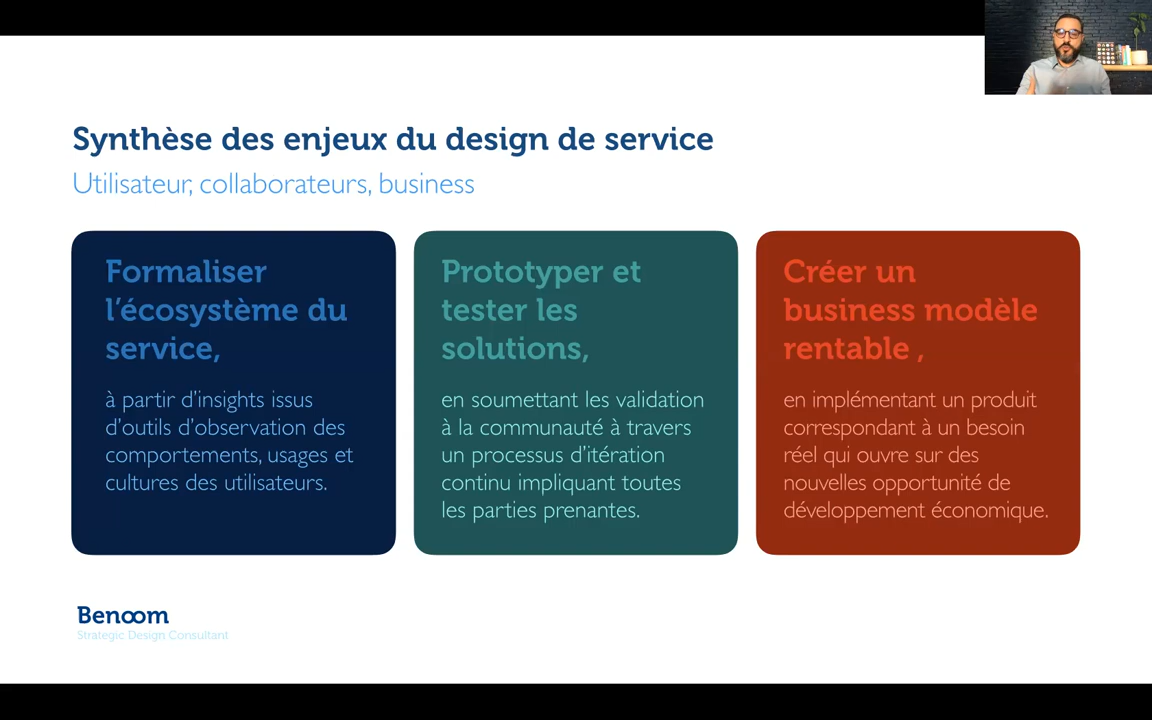 Synthèse des enjeux du design de service
Utilisateur, collaborateurs, business
Formaliser
l'écosystème du
service,
à partir d'insights issus
d'outils d'observation des
comportements, usages et
cultures des utilisateurs.
Prototyper et
tester les
solutions,
en soumettant les validation
à la communauté à travers
un processus d'itération
continu impliquant toutes
les parties prenantes.
Créer un
business modèle
rentable ,
en implémentant un produit
correspondant à un besoin
réel qui ouvre sur des
nouvelles opportunité de
développement économique.
Benoom
Strategic Design Consultant